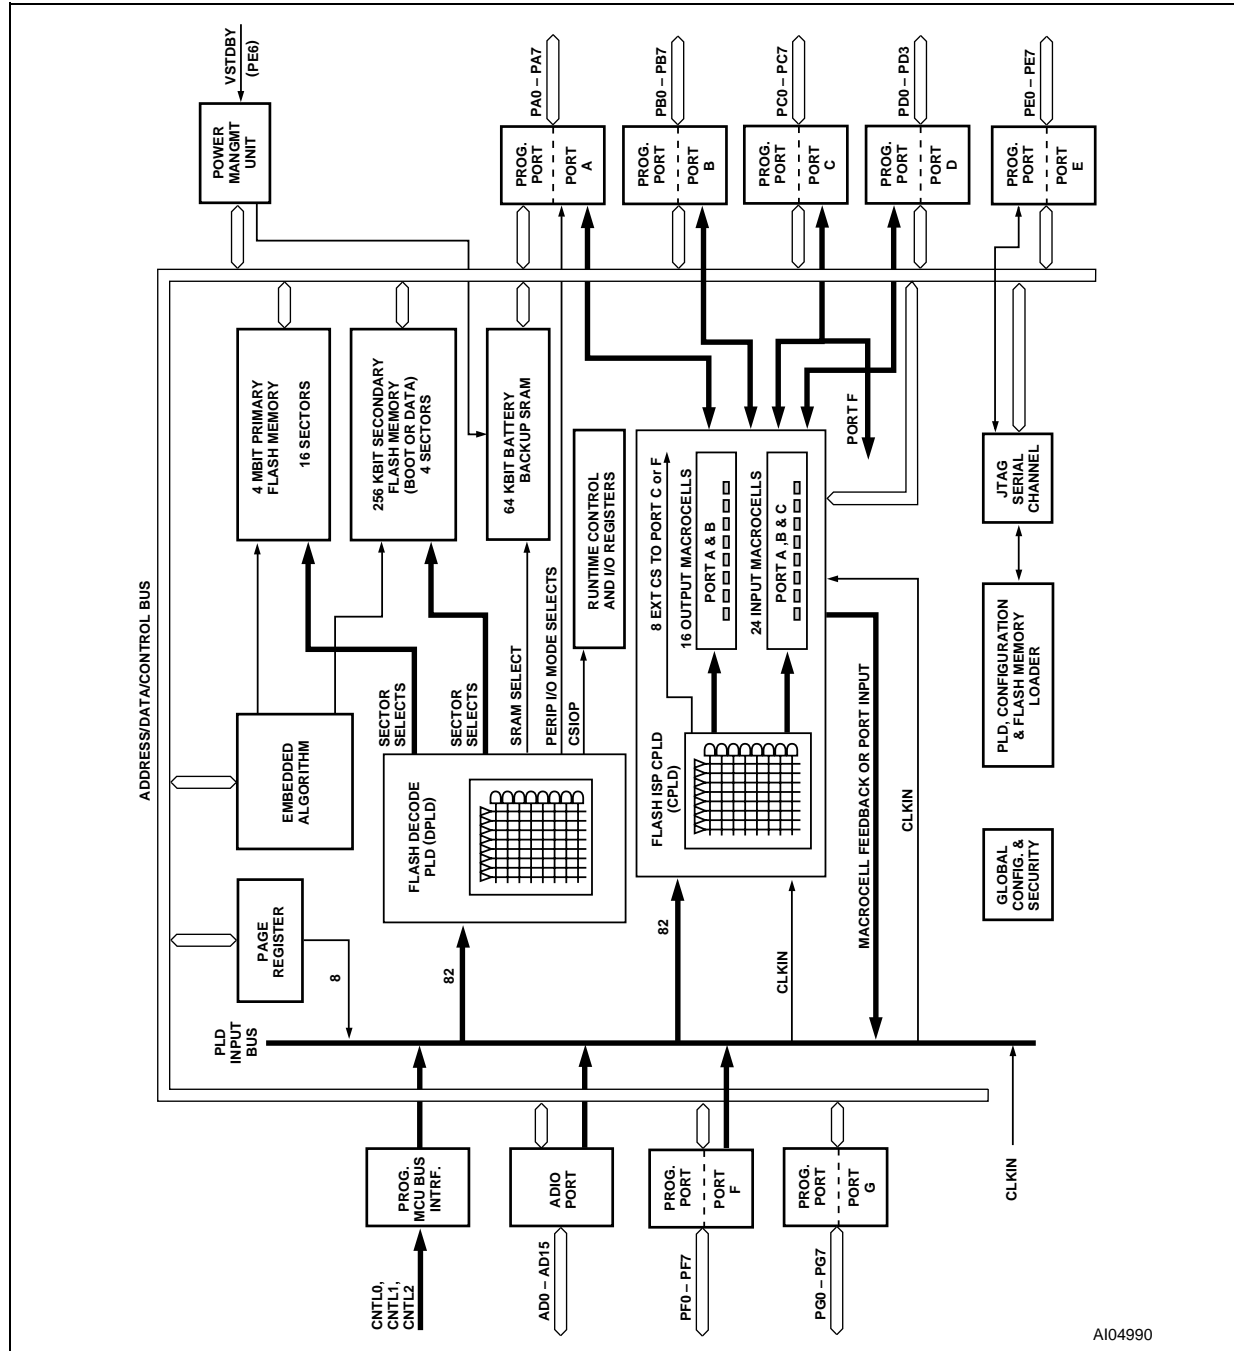 VSTDBY
(PE6)
PA0 – PA7
PB0 – PB7
PC0 – PC7
PD0 – PD3
PE0 – PE7
POWER
MANGMT
UNIT
PROG.
PORT
PORT
A
PROG.
PORT
PORT
B
PROG.
PORT
PORT
C
PROG.
PORT
PORT
D
PROG.
PORT
PORT
E
ADDRESS/DATA/CONTROL BUS
4 MBIT PRIMARY
FLASH MEMORY
16 SECTORS
256 KBIT SECONDARY
FLASH MEMORY
(BOOT OR DATA)
4 SECTORS
64 KBIT BATTERY
BACKUP SRAM
RUNTIME CONTROL
AND I/O REGISTERS
8 EXT CS TO PORT C or F
16 OUTPUT MACROCELLS
PORT A & B
24 INPUT MACROCELLS
PORT A ,B & C
PORT F
JTAG
SERIAL
CHANNEL
SECTOR
SELECTS
SECTOR
SELECTS
SRAM SELECT
PERIP I/O MODE SELECTS
CSIOP
EMBEDDED
ALGORITHM
FLASH DECODE
PLD (DPLD)
FLASH ISP CPLD
(CPLD)
MACROCELL FEEDBACK OR PORT INPUT
CLKIN
PLD, CONFIGURATION
& FLASH MEMORY
LOADER
GLOBAL
CONFIG. &
SECURITY
PAGE
REGISTER
8
82
82
CLKIN
PLD
INPUT
BUS
PROG.
MCU BUS
INTRF.
ADIO
PORT
PROG.
PORT
PORT
F
PROG.
PORT
PORT
G
CLKIN
CNTL0,
CNTL1,
CNTL2
AD0 – AD15
PF0 – PF7
PG0 – PG7
AI04990